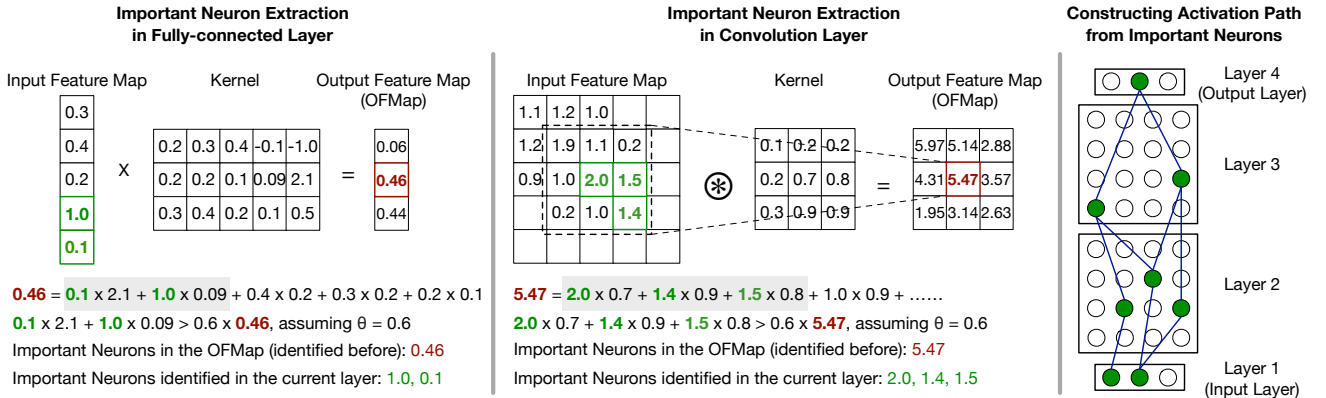 Important Neuron Extraction
in Fully-connected Layer
Input Feature Map
Kernel
Output Feature Map
(OFMap)
0.3
0.4
0.2
1.0
0.1
x
0.2 0.3 0.4 -0.1 -1.0
0.2 0.2 0.1 0.09 2.1
0.3 0.4 0.2 0.1 0.5
=
0.06
0.46
0.44
0.46 = 0.1 x 2.1 + 1.0 x 0.09 + 0.4 x 0.2 + 0.3 x 0.2 + 0.2 x 0.1
0.1 x 2.1 + 1.0 x 0.09 > 0.6 x 0.46, assuming θ = 0.6
Important Neurons in the OFMap (identified before): 0.46
Important Neurons identified in the current layer: 1.0, 0.1
Important Neuron Extraction
in Convolution Layer
Input Feature Map
Kernel
Output Feature Map
(OFMap)
1.1 1.2 1.0
1.2 1.9 1.1 0.2
0.9 1.0 2.0 1.5
0.2 1.0 1.4
⊛
0.1 0.2 0.2
0.2 0.7 0.8
0.3 0.9 0.9
=
5.97 5.14 2.88
4.31 5.47 3.57
1.95 3.14 2.63
5.47 = 2.0 x 0.7 + 1.4 x 0.9 + 1.5 x 0.8 + 1.0 x 0.9 + ......
2.0 x 0.7 + 1.4 x 0.9 + 1.5 x 0.8 > 0.6 x 5.47, assuming θ = 0.6
Important Neurons in the OFMap (identified before): 5.47
Important Neurons identified in the current layer: 2.0, 1.4, 1.5
Constructing Activation Path
from Important Neurons
Layer 4
(Output Layer)
Layer 3
Layer 2
Layer 1
(Input Layer)